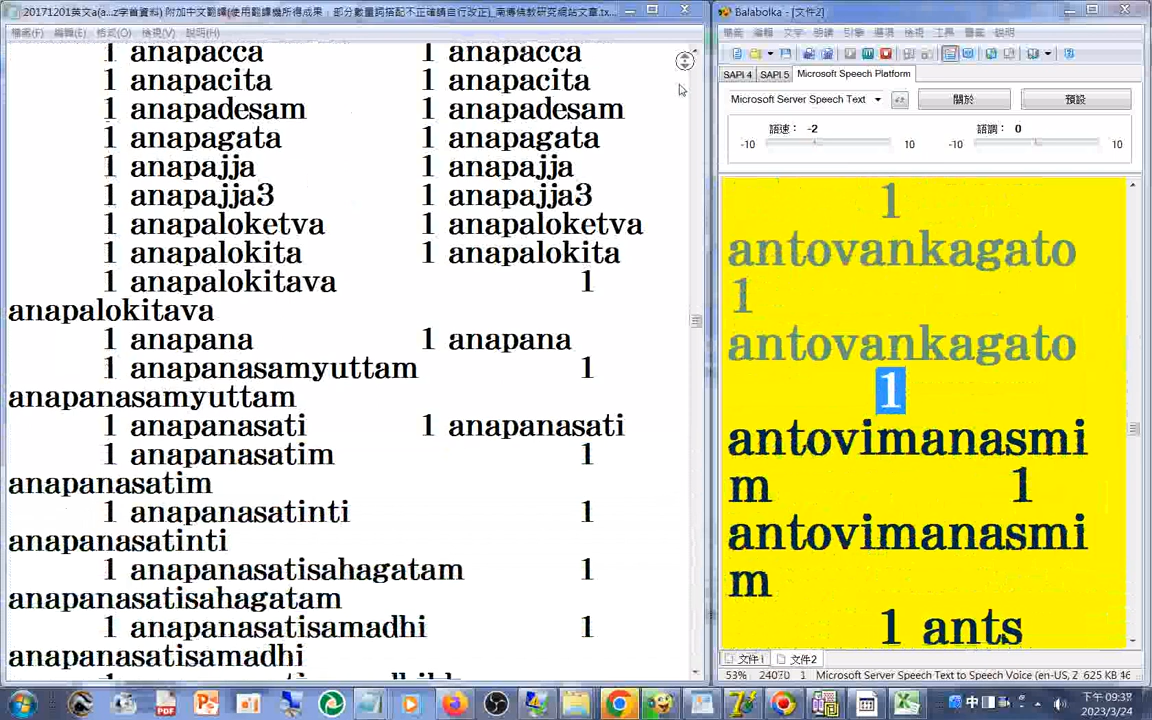 20171201英文a(a...z字首資料) 附加中文翻譯(使用翻譯機所得成果，部分數量詞搭配不正確請自行改正)_南傳佛教研究網站文章.tx...
檔案(F) 編輯(E) 格式(O) 檢視(V) 說明(H)
1 anapacca 1 anapacca
1 anapacita 1 anapacita
1 anapadesam 1 anapadesam
1 anapagata 1 anapagata
1 anapajja 1 anapajja
1 anapajja3 1 anapajja3
1 anapaloketva 1 anapaloketva
1 anapalokita 1 anapalokita
1 anapalokitava 1
anapalokitava
1 anapana 1 anapana
1 anapanasamyuttam 1
anapanasamyuttam
1 anapanasati 1 anapanasati
1 anapanasatim 1
anapanasatim
1 anapanasatinti 1
anapanasatinti
1 anapanasatisahagatam 1
anapanasatisahagatam
1 anapanasatisamadhi 1
anapanasatisamadhi
Balabolka - [文件2]
SAPI 4 SAPI 5 Microsoft Speech Platform
Microsoft Server Speech Text 關於 預設
語速： -2 語調： 0
-10 10 -10 10
1
antovankagato
1
antovankagato
1
antovimanasmi
m 1
antovimanasmi
m
1 ants
文件1 文件2
53% 24070 1 Microsoft Server Speech Text to Speech Voice (en-US, Z 625 KB 46
中
下午 09:38
2023/3/24